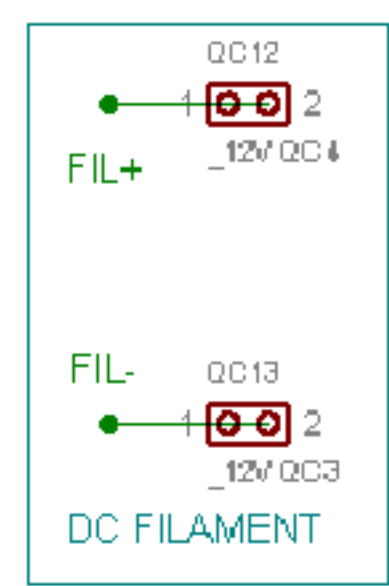 QC12
1 2
FIL+
_12V QC4
FIL-
QC13
1 2
_12V QC3
DC FILAMENT